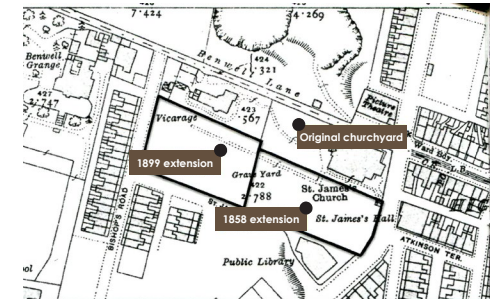 7·424
4·269
Benwell
Grange
424
·321
Benwell Lane
427
2·747
423
·567
Vicarage
Picture
Theatre
Original churchyard
1899 extension
Grave Yard
422
·788
St. James's
Church
1858 extension
St. James's Hall
BISHOP'S ROAD
ATKINSON TER.
Public Library